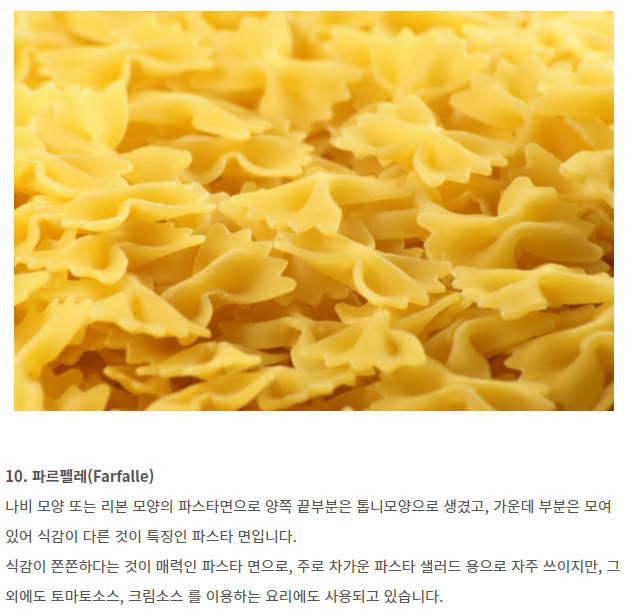 10. 파르펠레(Farfalle)
나비 모양 또는 리본 모양의 파스타면으로 양쪽 끝부분은 톱니모양으로 생겼고, 가운데 부분은 모여
있어 식감이 다른 것이 특징인 파스타 면입니다.
식감이 쫀쫀하다는 것이 매력인 파스타 면으로, 주로 차가운 파스타 샐러드 용으로 자주 쓰이지만, 그
외에도 토마토소스, 크림소스 를 이용하는 요리에도 사용되고 있습니다.